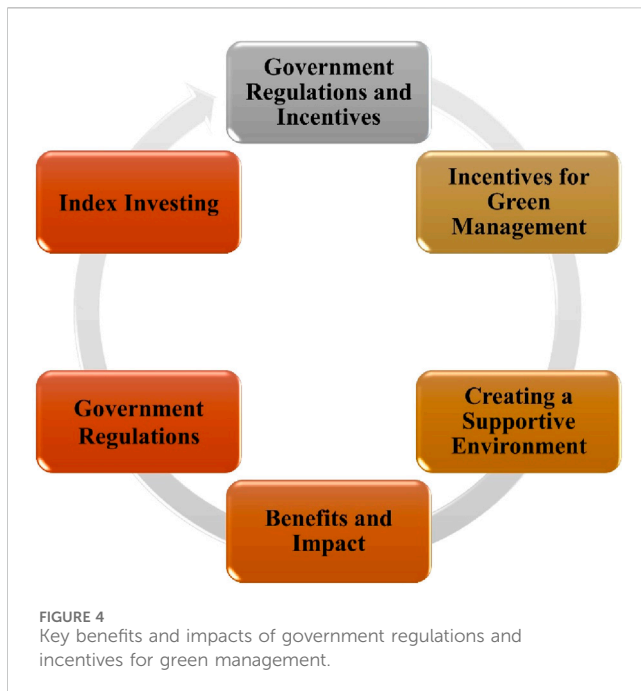 Government
Regulations and
Incentives
Incentives for
Green
Management
Creating a
Supportive
Environment
Benefits and
Impact
Government
Regulations
Index Investing
FIGURE 4
Key benefits and impacts of government regulations and
incentives for green management.